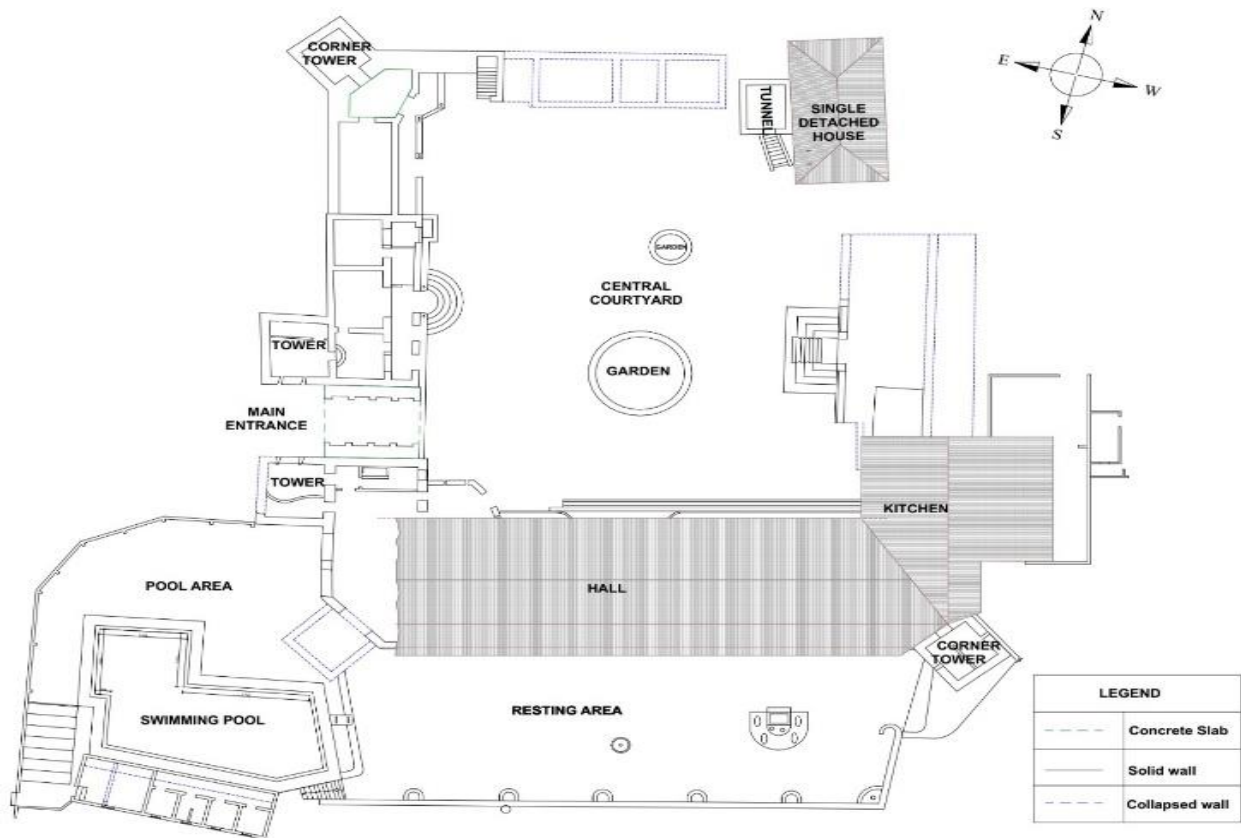 CORNER
TOWER
N
E
W
S
TUNNEL
SINGLE
DETACHED
HOUSE
GARDEN
CENTRAL
COURTYARD
TOWER
GARDEN
MAIN
ENTRANCE
TOWER
KITCHEN
POOL AREA
HALL
CORNER
TOWER
RESTING AREA
SWIMMING POOL
LEGEND
Concrete Slab
Solid wall
Collapsed wall